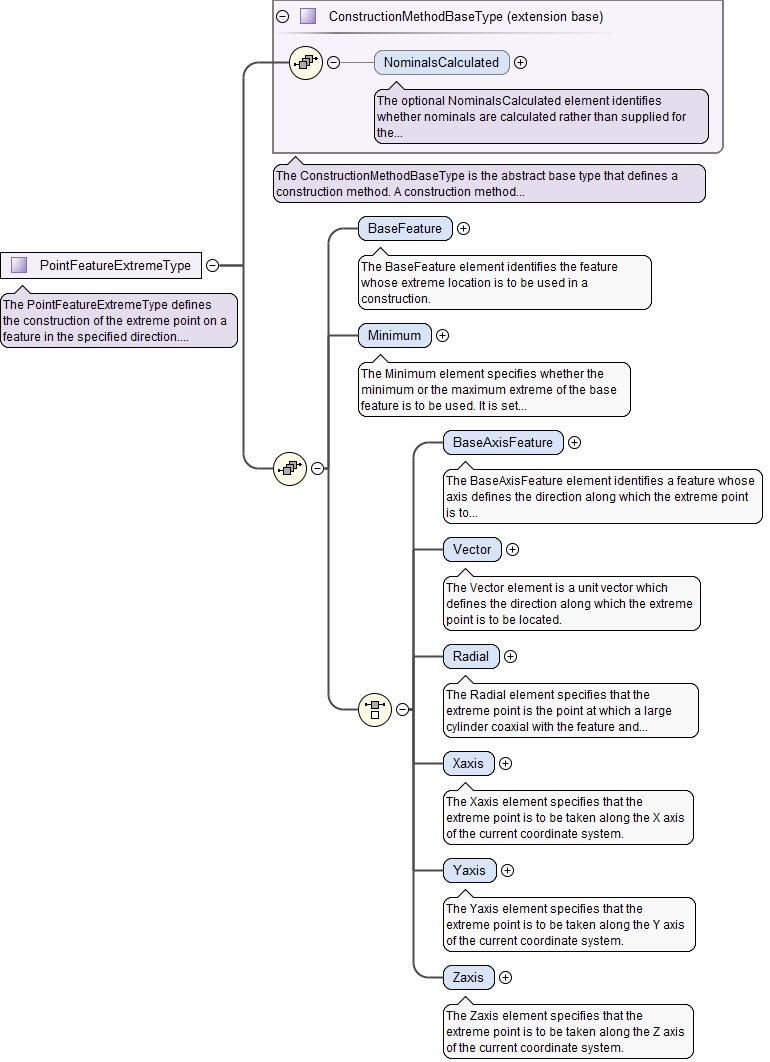 ConstructionMethodBaseType (extension base)
NominalsCalculated
The optional NominalsCalculated element identifies
whether nominals are calculated rather than supplied for
the...
The ConstructionMethodBaseType is the abstract base type that defines a
construction method. A construction method...
BaseFeature
The BaseFeature element identifies the feature
whose extreme location is to be used in a
construction.
PointFeatureExtremeType
The PointFeatureExtremeType defines
the construction of the extreme point on a
feature in the specified direction....
Minimum
The Minimum element specifies whether the
minimum or the maximum extreme of the base
feature is to be used. It is set...
BaseAxisFeature
The BaseAxisFeature element identifies a feature whose
axis defines the direction along which the extreme point
is to...
Vector
The Vector element is a unit vector which
defines the direction along which the extreme
point is to be located.
Radial
The Radial element specifies that the
extreme point is the point at which a large
cylinder coaxial with the feature and...
Xaxis
The Xaxis element specifies that the
extreme point is to be taken along the X axis
of the current coordinate system.
Yaxis
The Yaxis element specifies that the
extreme point is to be taken along the Y axis
of the current coordinate system.
Zaxis
The Zaxis element specifies that the
extreme point is to be taken along the Z axis
of the current coordinate system.